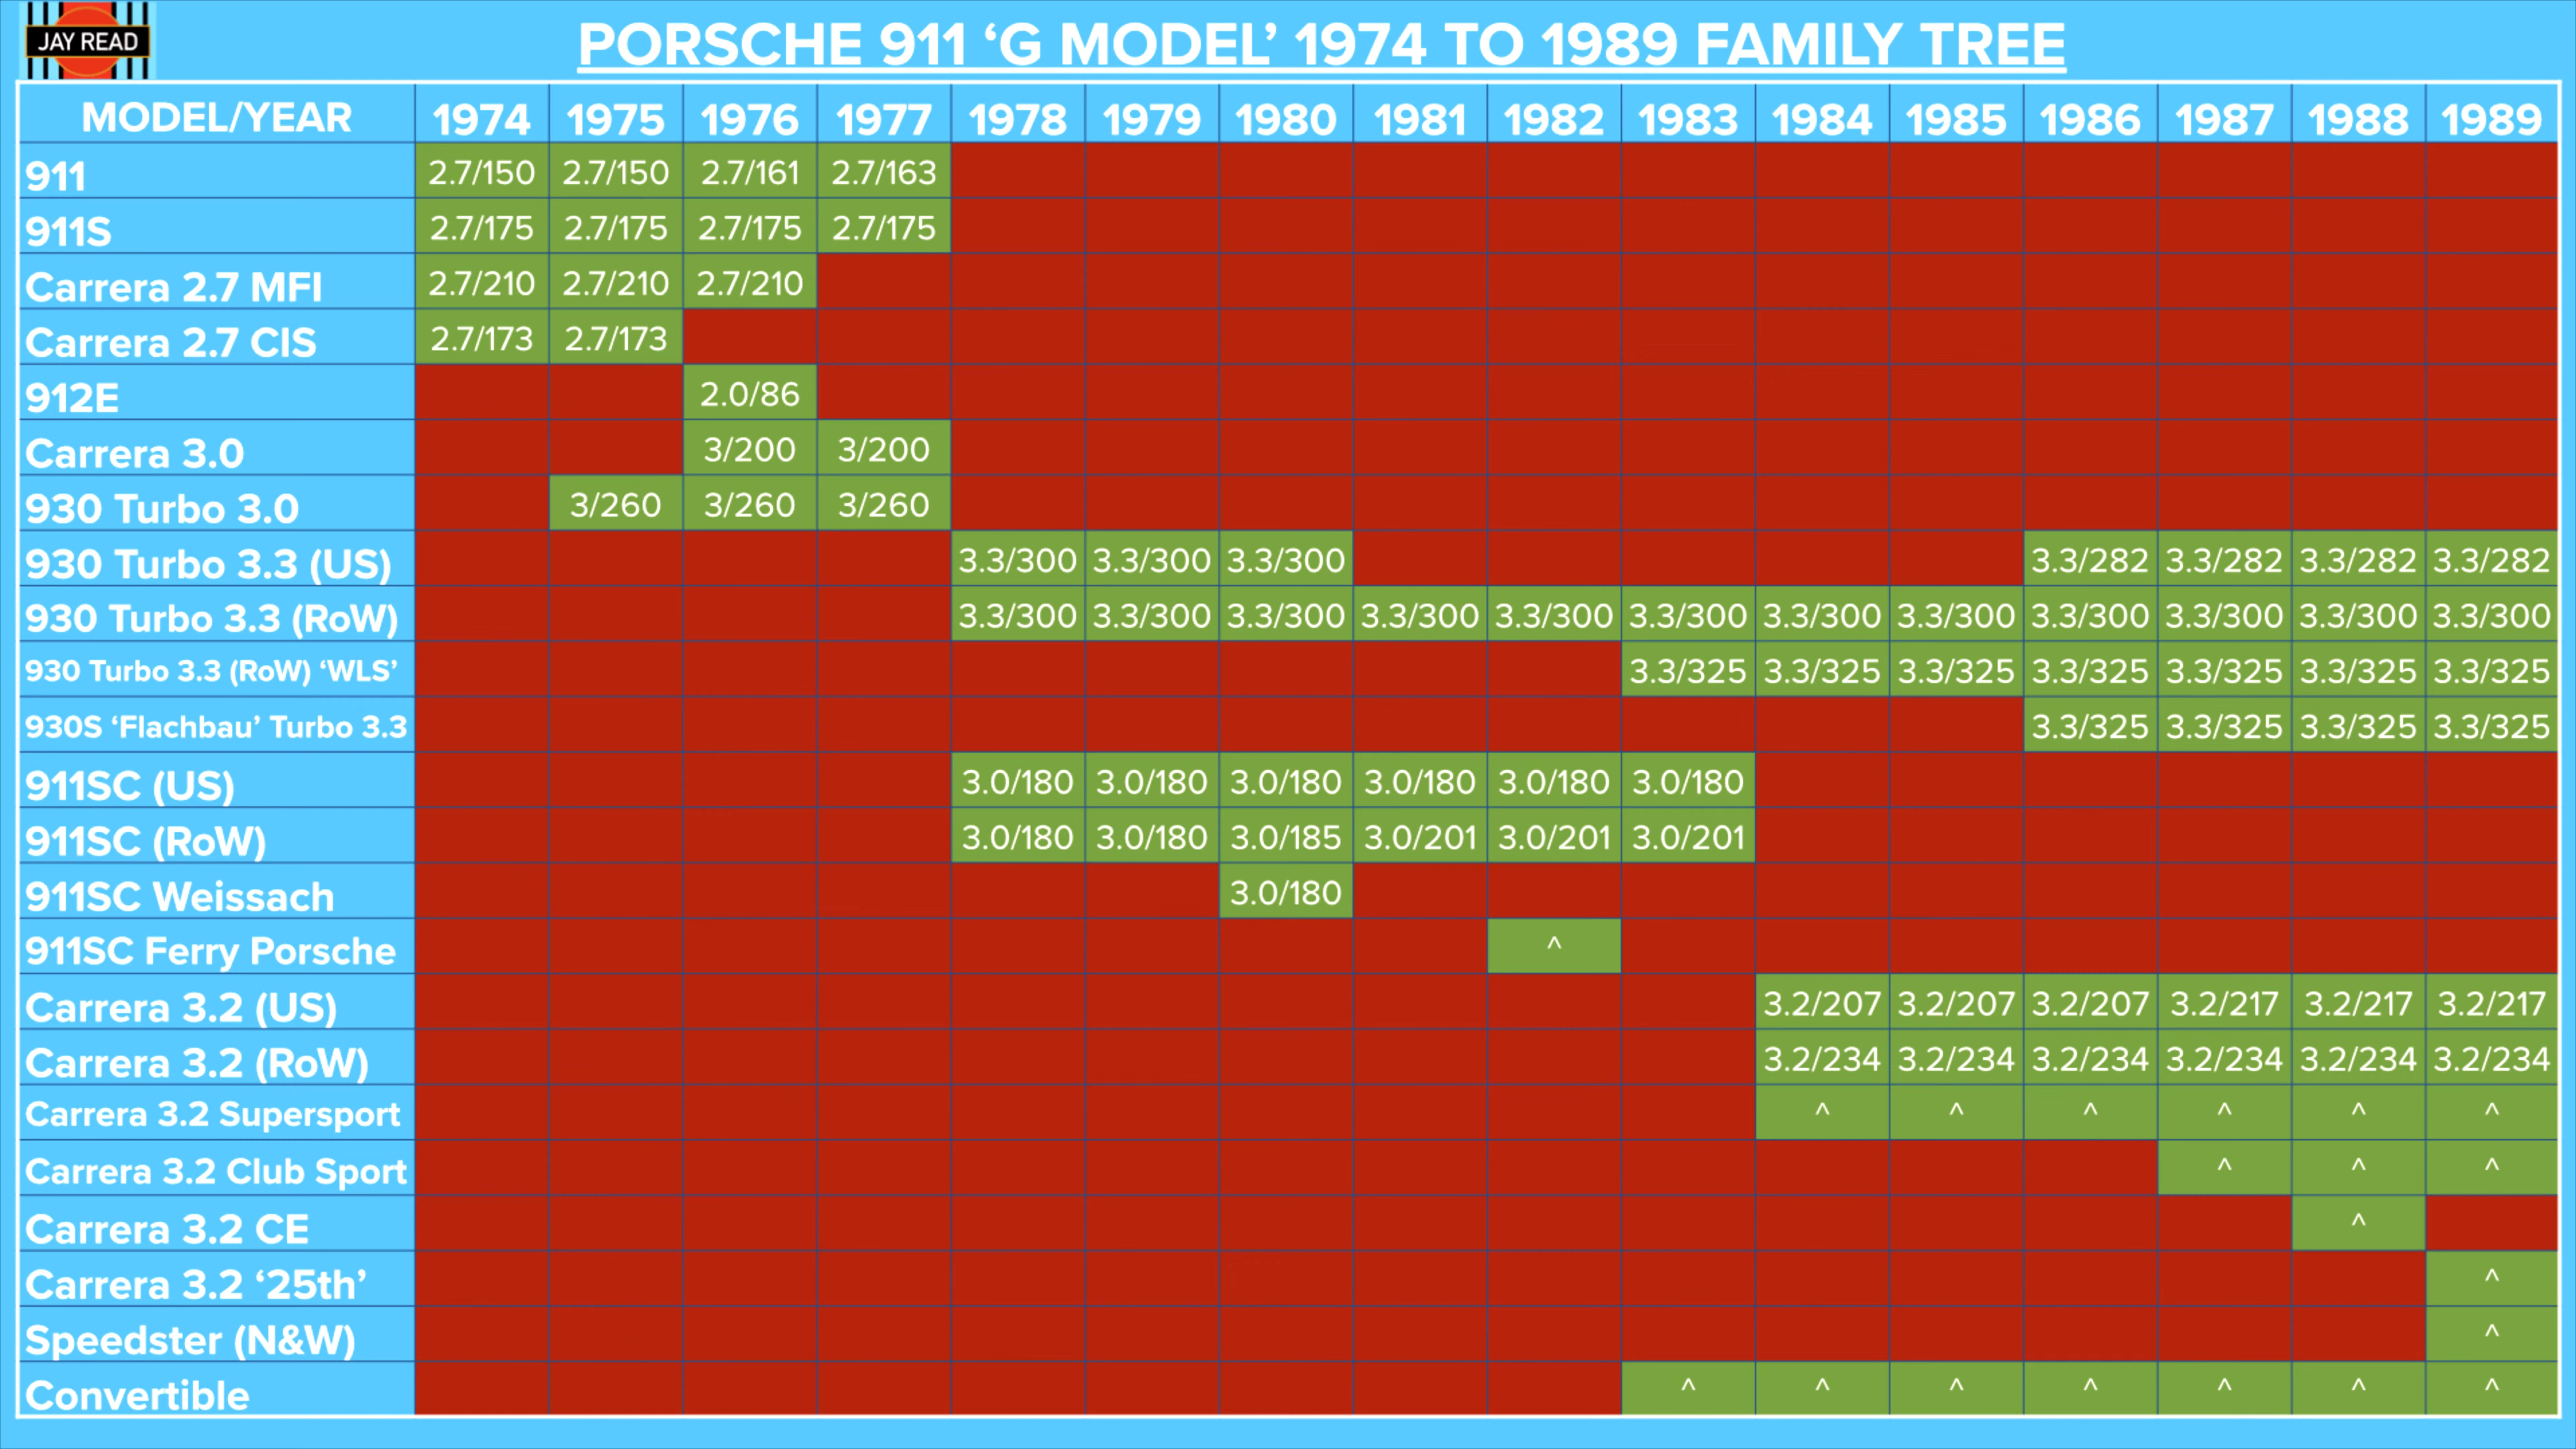 JAY READ
PORSCHE 911 ‘G MODEL’ 1974 TO 1989 FAMILY TREE
MODEL/YEAR 1974 1975 1976 1977 1978 1979 1980 1981 1982 1983 1984 1985 1986 1987 1988 1989
911 2.7/150 2.7/150 2.7/161 2.7/163
911S 2.7/175 2.7/175 2.7/175 2.7/175
Carrera 2.7 MFI 2.7/210 2.7/210 2.7/210
Carrera 2.7 CIS 2.7/173 2.7/173
912E 2.0/86
Carrera 3.0 3/200 3/200
930 Turbo 3.0 3/260 3/260 3/260
930 Turbo 3.3 (US) 3.3/300 3.3/300 3.3/300 3.3/282 3.3/282 3.3/282 3.3/282
930 Turbo 3.3 (RoW) 3.3/300 3.3/300 3.3/300 3.3/300 3.3/300 3.3/300 3.3/300 3.3/300 3.3/300 3.3/300 3.3/300 3.3/300
930 Turbo 3.3 (RoW) ‘WLS’ 3.3/325 3.3/325 3.3/325 3.3/325 3.3/325 3.3/325 3.3/325
930S ‘Flachbau’ Turbo 3.3 3.3/325 3.3/325 3.3/325 3.3/325
911SC (US) 3.0/180 3.0/180 3.0/180 3.0/180 3.0/180 3.0/180
911SC (RoW) 3.0/180 3.0/180 3.0/185 3.0/201 3.0/201 3.0/201
911SC Weissach 3.0/180
911SC Ferry Porsche ^
Carrera 3.2 (US) 3.2/207 3.2/207 3.2/207 3.2/217 3.2/217 3.2/217
Carrera 3.2 (RoW) 3.2/234 3.2/234 3.2/234 3.2/234 3.2/234 3.2/234
Carrera 3.2 Supersport ^ ^ ^ ^ ^ ^
Carrera 3.2 Club Sport ^ ^ ^
Carrera 3.2 CE ^
Carrera 3.2 ‘25th’ ^
Speedster (N&W) ^
Convertible ^ ^ ^ ^ ^ ^ ^